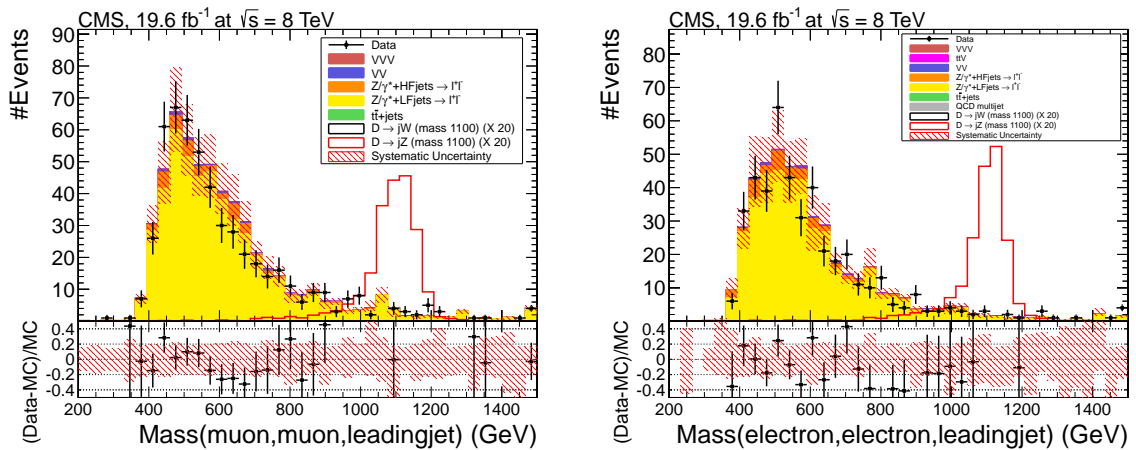 CMS, 19.6 fb⁻¹ at √s = 8 TeV
#Events
90
80
70
60
50
40
30
20
10
0
Data
VVV
VV
Z/γ*+HFjets → l⁺l⁻
Z/γ*+LFjets → l⁺l⁻
tt̄+jets
D → jW (mass 1100) (X 20)
D → jZ (mass 1100) (X 20)
Systematic Uncertainty
(Data-MC)/MC
0.4
0.2
0
-0.2
-0.4
200 400 600 800 1000 1200 1400
Mass(muon,muon,leadingjet) (GeV)
CMS, 19.6 fb⁻¹ at √s = 8 TeV
#Events
80
70
60
50
40
30
20
10
0
Data
VVV
ttV
VV
Z/γ*+HFjets → l⁺l⁻
Z/γ*+LFjets → l⁺l⁻
tt̄+jets
QCD multijet
D → jW (mass 1100) (X 20)
D → jZ (mass 1100) (X 20)
Systematic Uncertainty
(Data-MC)/MC
0.4
0.2
0
-0.2
-0.4
200 400 600 800 1000 1200 1400
Mass(electron,electron,leadingjet) (GeV)